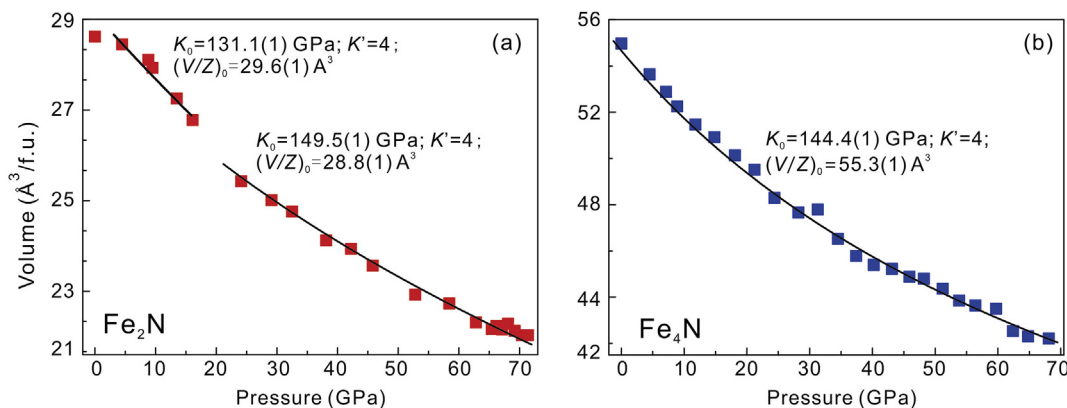 (a)
K₀=131.1(1) GPa; K'=4;
(V/Z)₀=29.6(1) A³
K₀=149.5(1) GPa; K'=4;
(V/Z)₀=28.8(1) A³
Fe₂N
Volume (Å³/f.u.)
29
28
27
25
23
21
0 10 20 30 40 50 60 70
Pressure (GPa)
(b)
K₀=144.4(1) GPa; K'=4;
(V/Z)₀=55.3(1) A³
Fe₄N
56
52
48
44
42
0 10 20 30 40 50 60 70
Pressure (GPa)